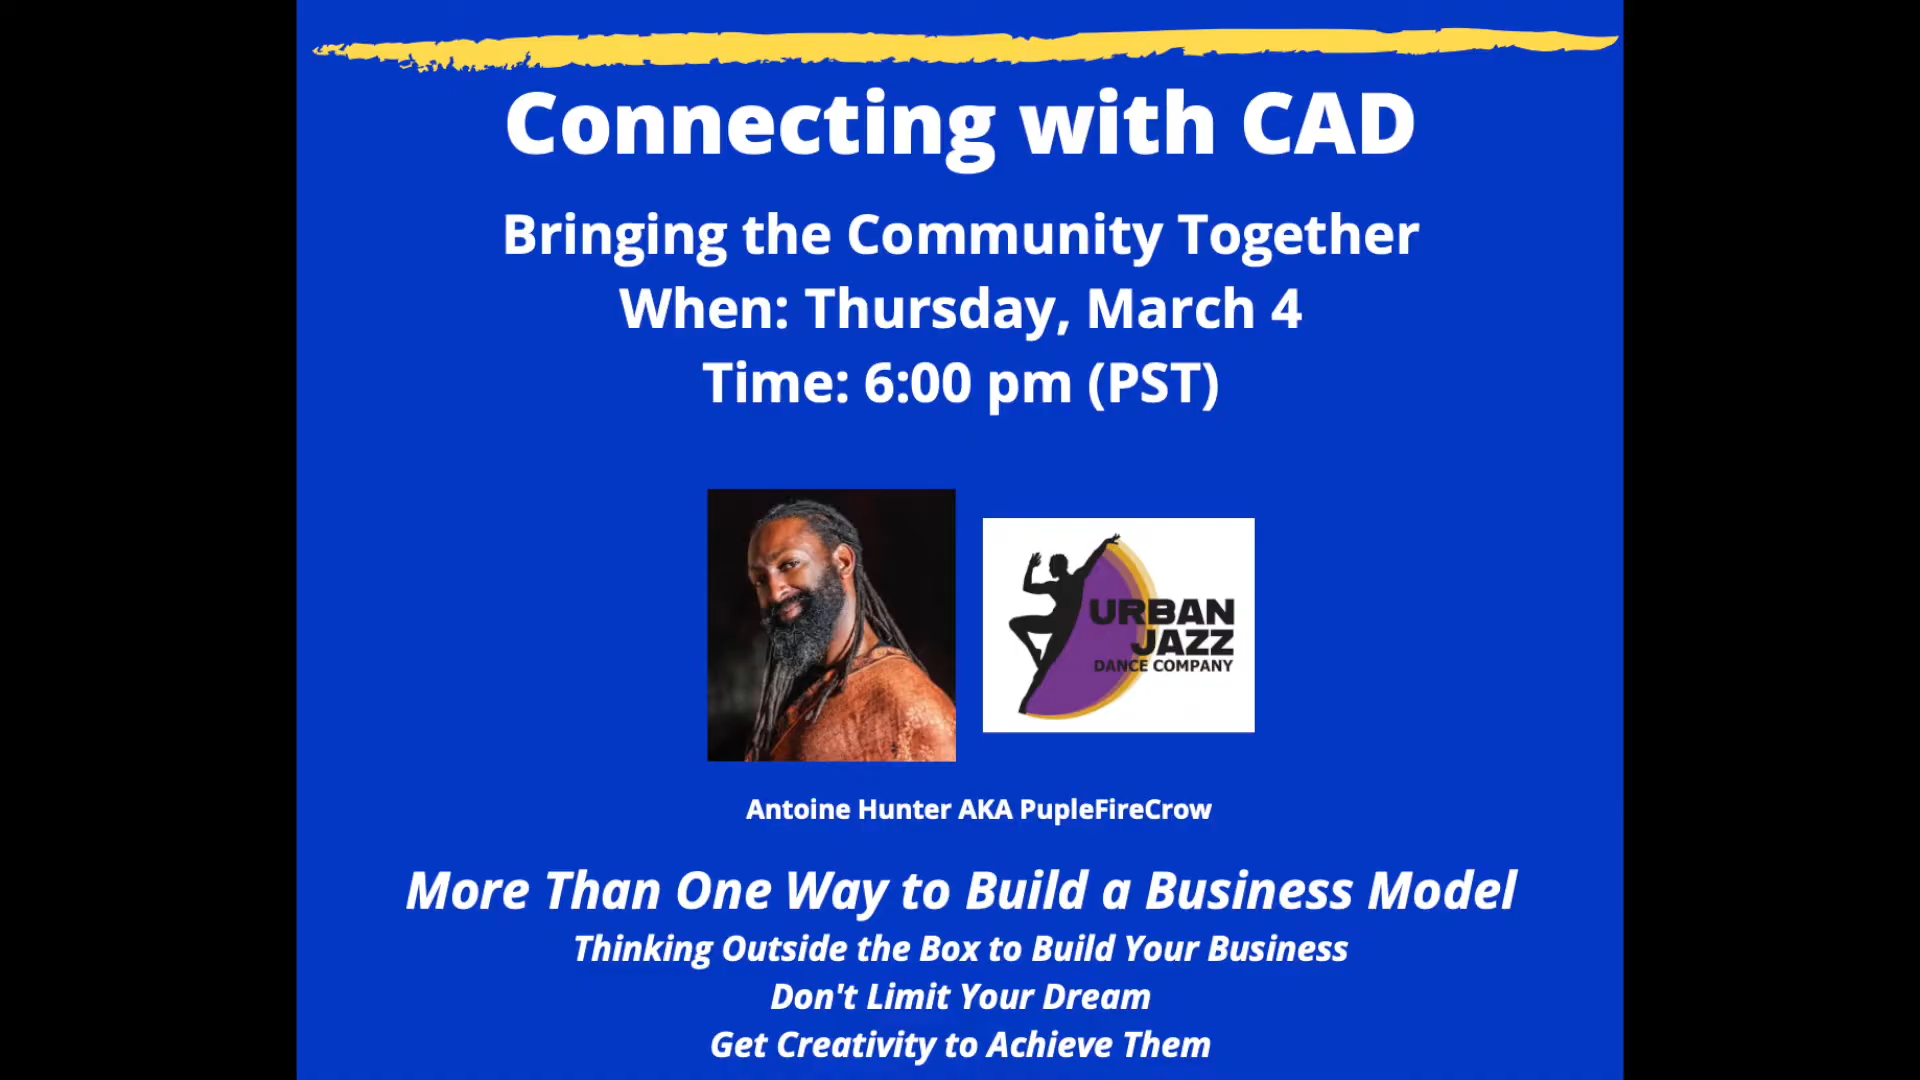 Connecting with CAD
Bringing the Community Together
When: Thursday, March 4
Time: 6:00 pm (PST)
URBAN
JAZZ
DANCE COMPANY
Antoine Hunter AKA PupleFireCrow
More Than One Way to Build a Business Model
Thinking Outside the Box to Build Your Business
Don't Limit Your Dream
Get Creativity to Achieve Them